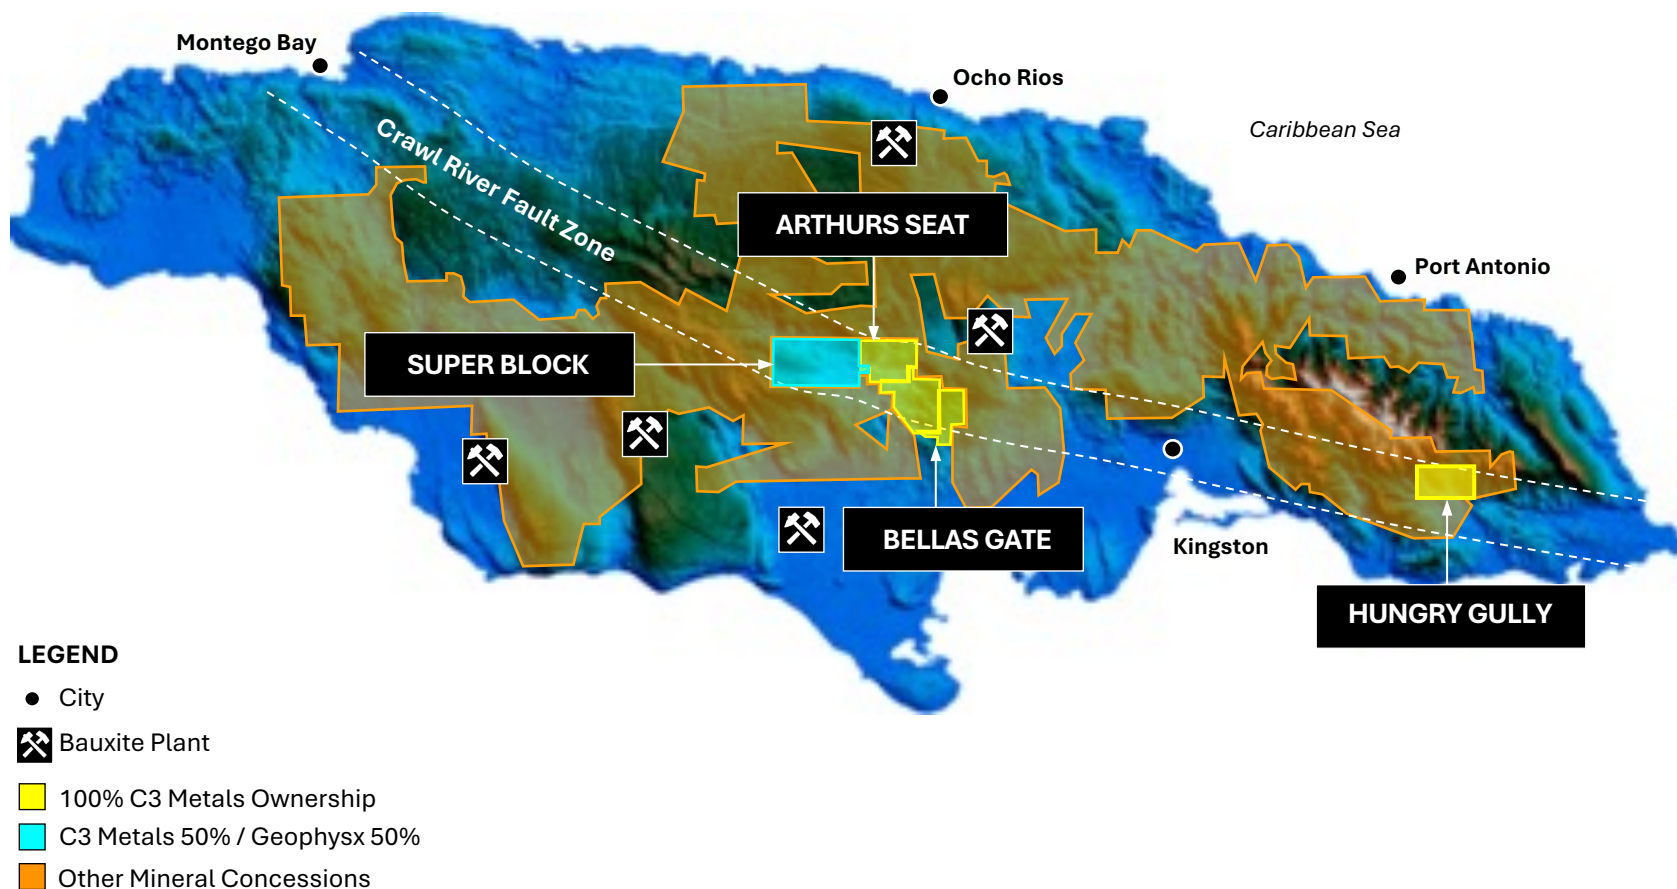 Montego Bay
Ocho Rios
Caribbean Sea
Crawl River Fault Zone
ARTHURS SEAT
Port Antonio
SUPER BLOCK
BELLAS GATE
Kingston
HUNGRY GULLY
LEGEND
City
Bauxite Plant
100% C3 Metals Ownership
C3 Metals 50% / Geophysx 50%
Other Mineral Concessions